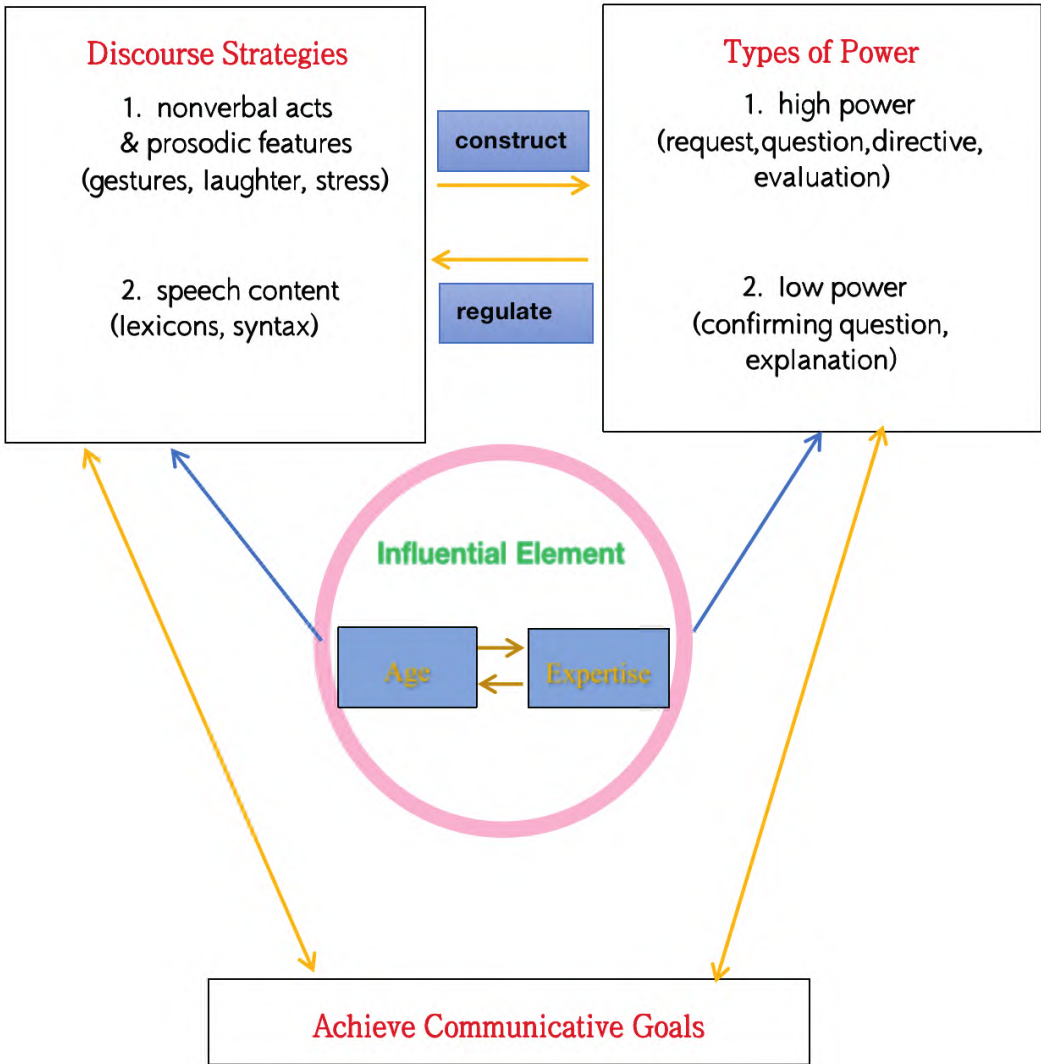 Discourse Strategies
1. nonverbal acts
& prosodic features
(gestures, laughter, stress)
2. speech content
(lexicons, syntax)
construct
regulate
Types of Power
1. high power
(request,question,directive,
evaluation)
2. low power
(confirming question,
explanation)
Influential Element
Age
Expertise
Achieve Communicative Goals